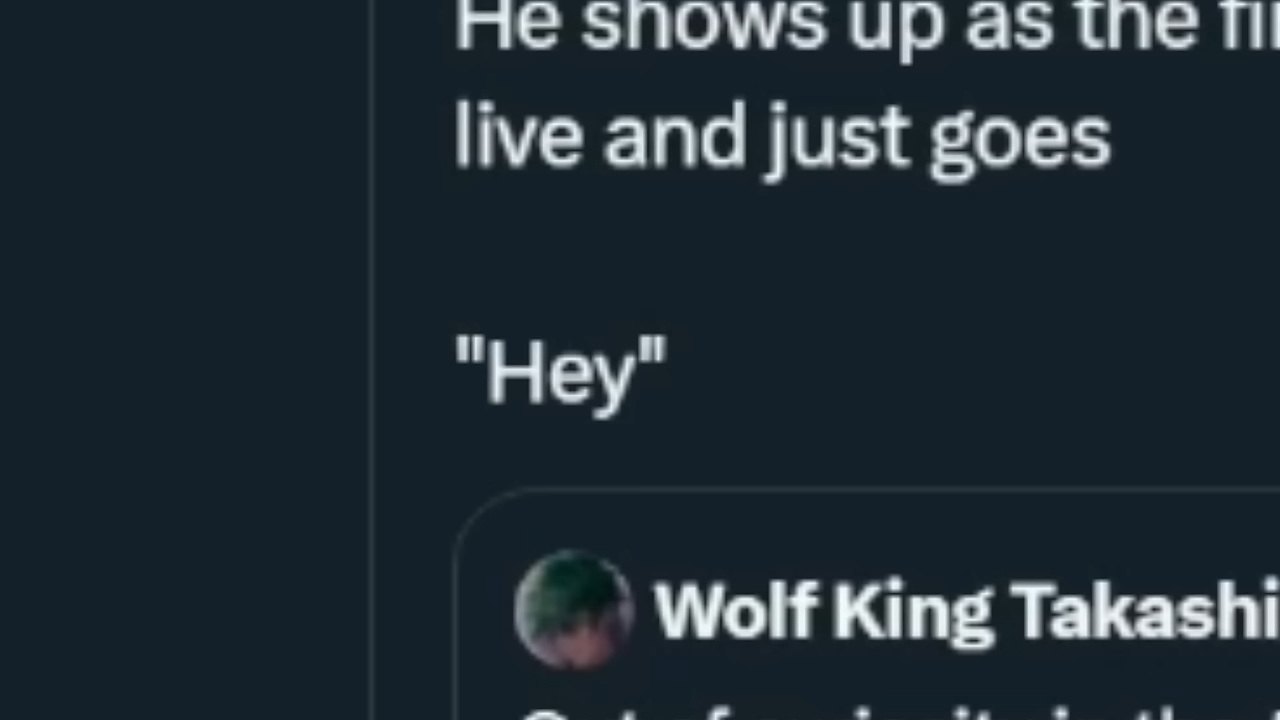 He shows up as the
live and just goes
"Hey"
Wolf King Takashi